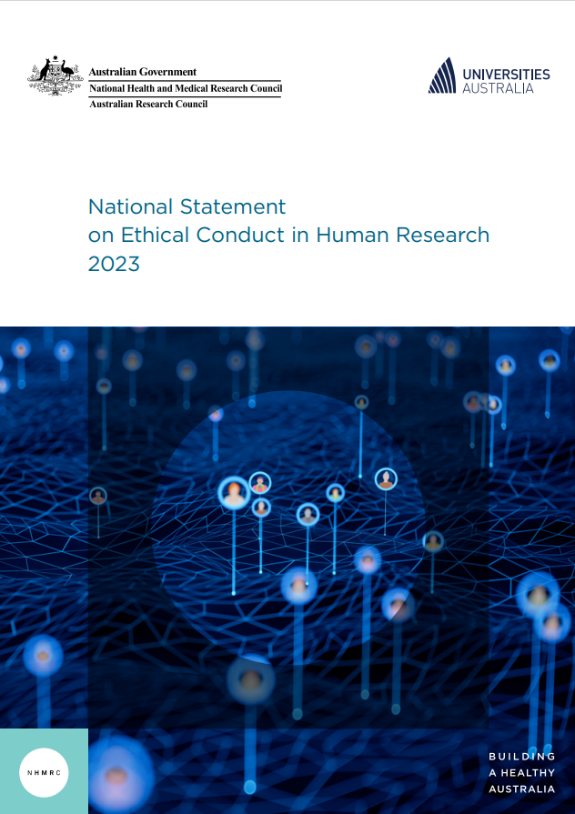 Australian Government
National Health and Medical Research Council
Australian Research Council
UNIVERSITIES
AUSTRALIA
National Statement
on Ethical Conduct in Human Research
2023
NHMRC
BUILDING
A HEALTHY
AUSTRALIA